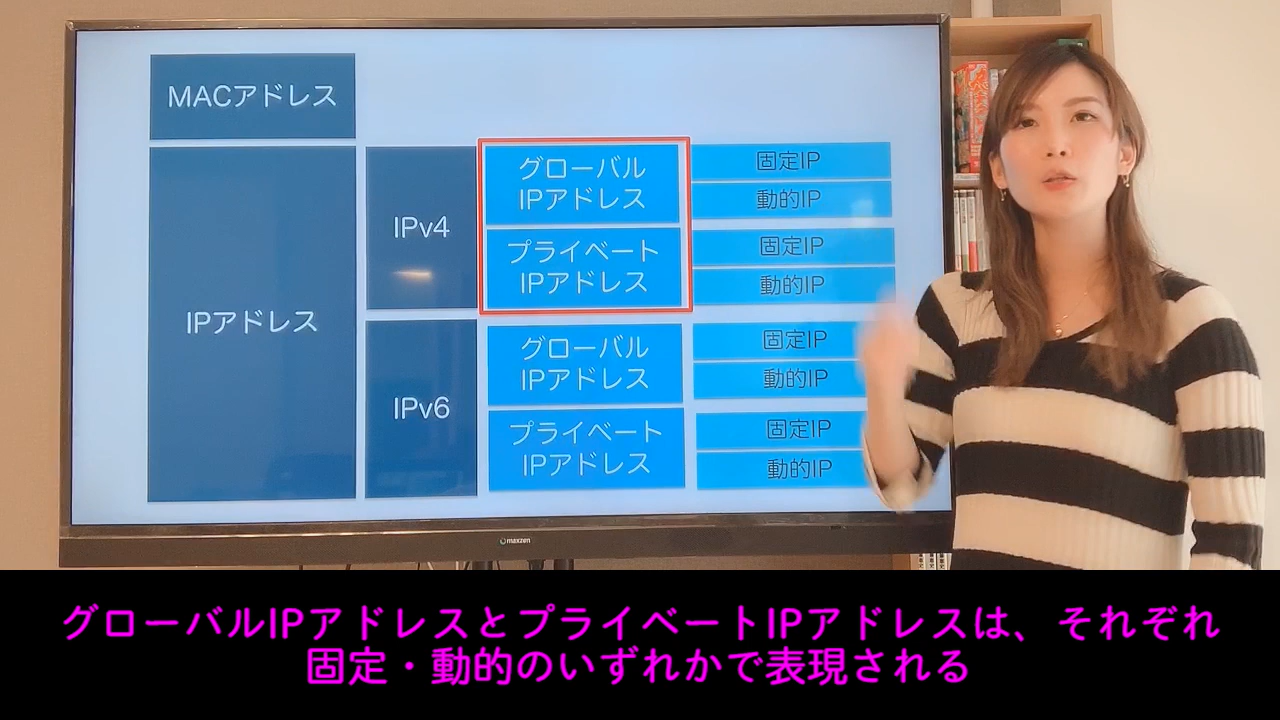 MACアドレス
IPアドレス
IPv4
グローバル
IPアドレス
固定IP
動的IP
プライベート
IPアドレス
固定IP
動的IP
IPv6
グローバル
IPアドレス
固定IP
動的IP
プライベート
IPアドレス
固定IP
動的IP
maxzen
グローバルIPアドレスとプライベートIPアドレスは、それぞれ
固定・動的のいずれかで表現される